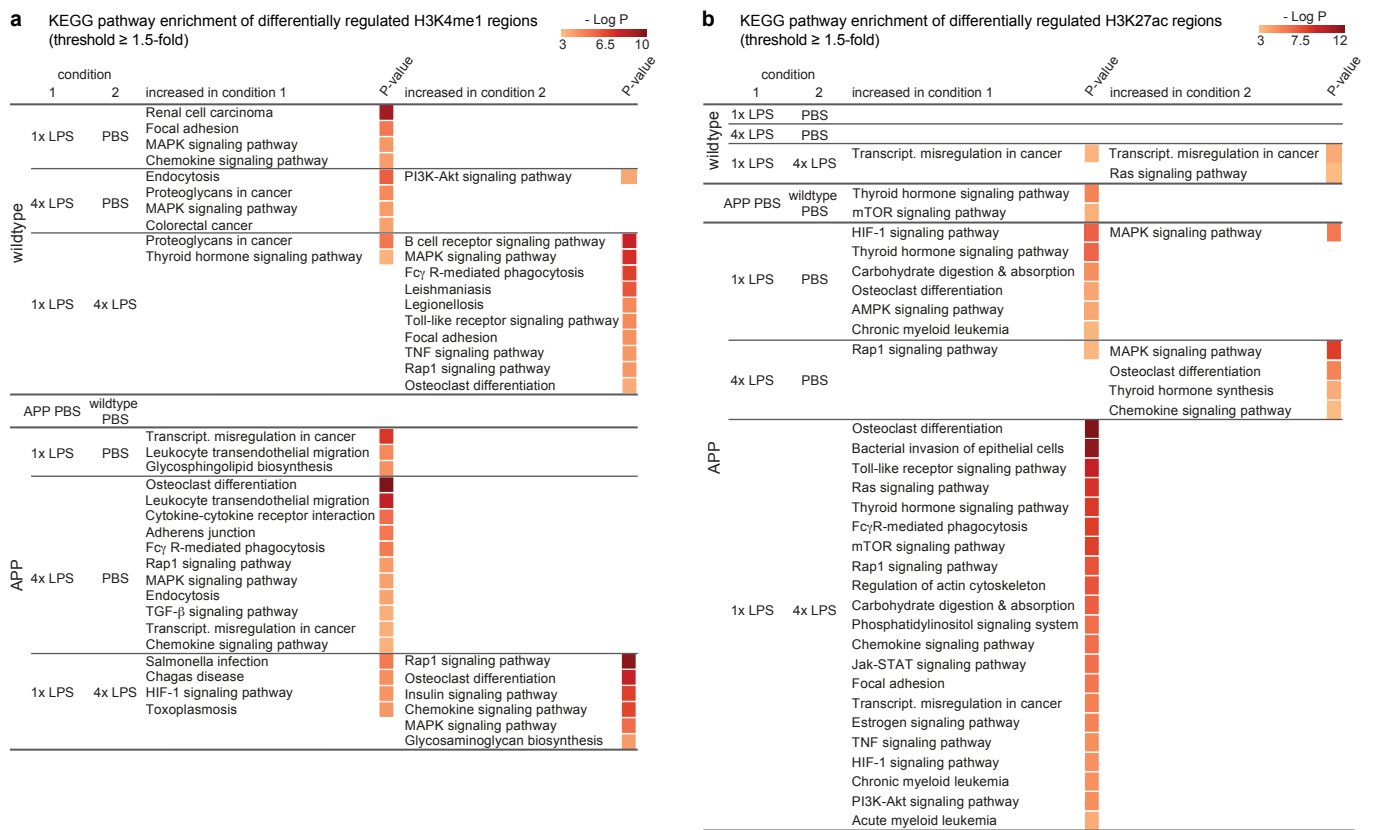 a KEGG pathway enrichment of differentially regulated H3K4me1 regions
(threshold ≥ 1.5-fold)
- Log P
3 6.5 10
condition
1 2 increased in condition 1 P-value increased in condition 2 P-value
wildtype
1x LPS PBS
Renal cell carcinoma
Focal adhesion
MAPK signaling pathway
Chemokine signaling pathway
4x LPS PBS
Endocytosis PI3K-Akt signaling pathway
Proteoglycans in cancer
MAPK signaling pathway
Colorectal cancer
1x LPS 4x LPS
Proteoglycans in cancer B cell receptor signaling pathway
Thyroid hormone signaling pathway MAPK signaling pathway
Fcγ R-mediated phagocytosis
Leishmaniasis
Legionellosis
Toll-like receptor signaling pathway
Focal adhesion
TNF signaling pathway
Rap1 signaling pathway
Osteoclast differentiation
APP PBS wildtype
PBS
APP
1x LPS PBS
Transcript. misregulation in cancer
Leukocyte transendothelial migration
Glycosphingolipid biosynthesis
4x LPS PBS
Osteoclast differentiation
Leukocyte transendothelial migration
Cytokine-cytokine receptor interaction
Adherens junction
Fcγ R-mediated phagocytosis
Rap1 signaling pathway
MAPK signaling pathway
Endocytosis
TGF-β signaling pathway
Transcript. misregulation in cancer
Chemokine signaling pathway
1x LPS 4x LPS
Salmonella infection Rap1 signaling pathway
Chagas disease Osteoclast differentiation
HIF-1 signaling pathway Insulin signaling pathway
Toxoplasmosis Chemokine signaling pathway
MAPK signaling pathway
Glycosaminoglycan biosynthesis
b KEGG pathway enrichment of differentially regulated H3K27ac regions
(threshold ≥ 1.5-fold)
- Log P
3 7.5 12
condition
1 2 increased in condition 1 P-value increased in condition 2 P-value
wildtype
1x LPS PBS
4x LPS PBS
1x LPS 4x LPS
Transcript. misregulation in cancer Transcript. misregulation in cancer
Ras signaling pathway
APP PBS wildtype
PBS
Thyroid hormone signaling pathway
mTOR signaling pathway
APP
1x LPS PBS
HIF-1 signaling pathway MAPK signaling pathway
Thyroid hormone signaling pathway
Carbohydrate digestion & absorption
Osteoclast differentiation
AMPK signaling pathway
Chronic myeloid leukemia
4x LPS PBS
Rap1 signaling pathway MAPK signaling pathway
Osteoclast differentiation
Thyroid hormone synthesis
Chemokine signaling pathway
1x LPS 4x LPS
Osteoclast differentiation
Bacterial invasion of epithelial cells
Toll-like receptor signaling pathway
Ras signaling pathway
Thyroid hormone signaling pathway
FcγR-mediated phagocytosis
mTOR signaling pathway
Rap1 signaling pathway
Regulation of actin cytoskeleton
Carbohydrate digestion & absorption
Phosphatidylinositol signaling system
Chemokine signaling pathway
Jak-STAT signaling pathway
Focal adhesion
Transcript. misregulation in cancer
Estrogen signaling pathway
TNF signaling pathway
HIF-1 signaling pathway
Chronic myeloid leukemia
PI3K-Akt signaling pathway
Acute myeloid leukemia